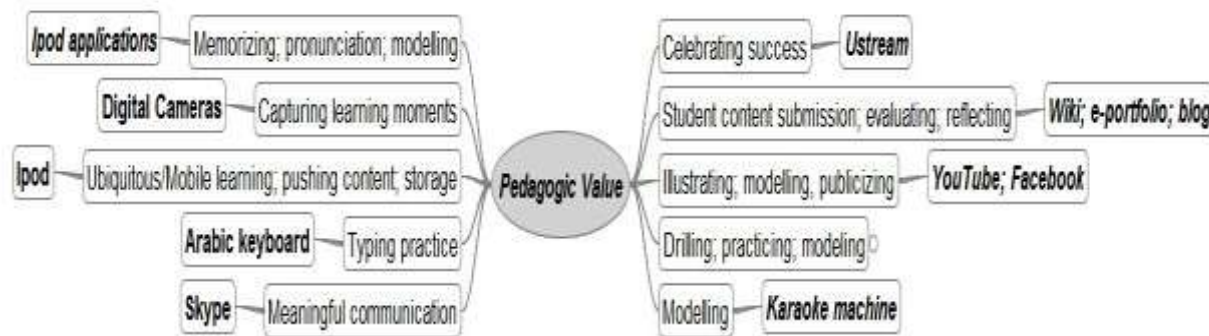 Ipod applications
Memorizing; pronunciation; modelling
Digital Cameras
Capturing learning moments
Ipod
Ubiquitous/Mobile learning; pushing content; storage
Arabic keyboard
Typing practice
Skype
Meaningful communication
Pedagogic Value
Celebrating success
Ustream
Student content submission; evaluating; reflecting
Wiki; e-portfolio; blog
Illustrating; modelling, publicizing
YouTube; Facebook
Drilling; practicing; modeling
Modelling
Karaoke machine